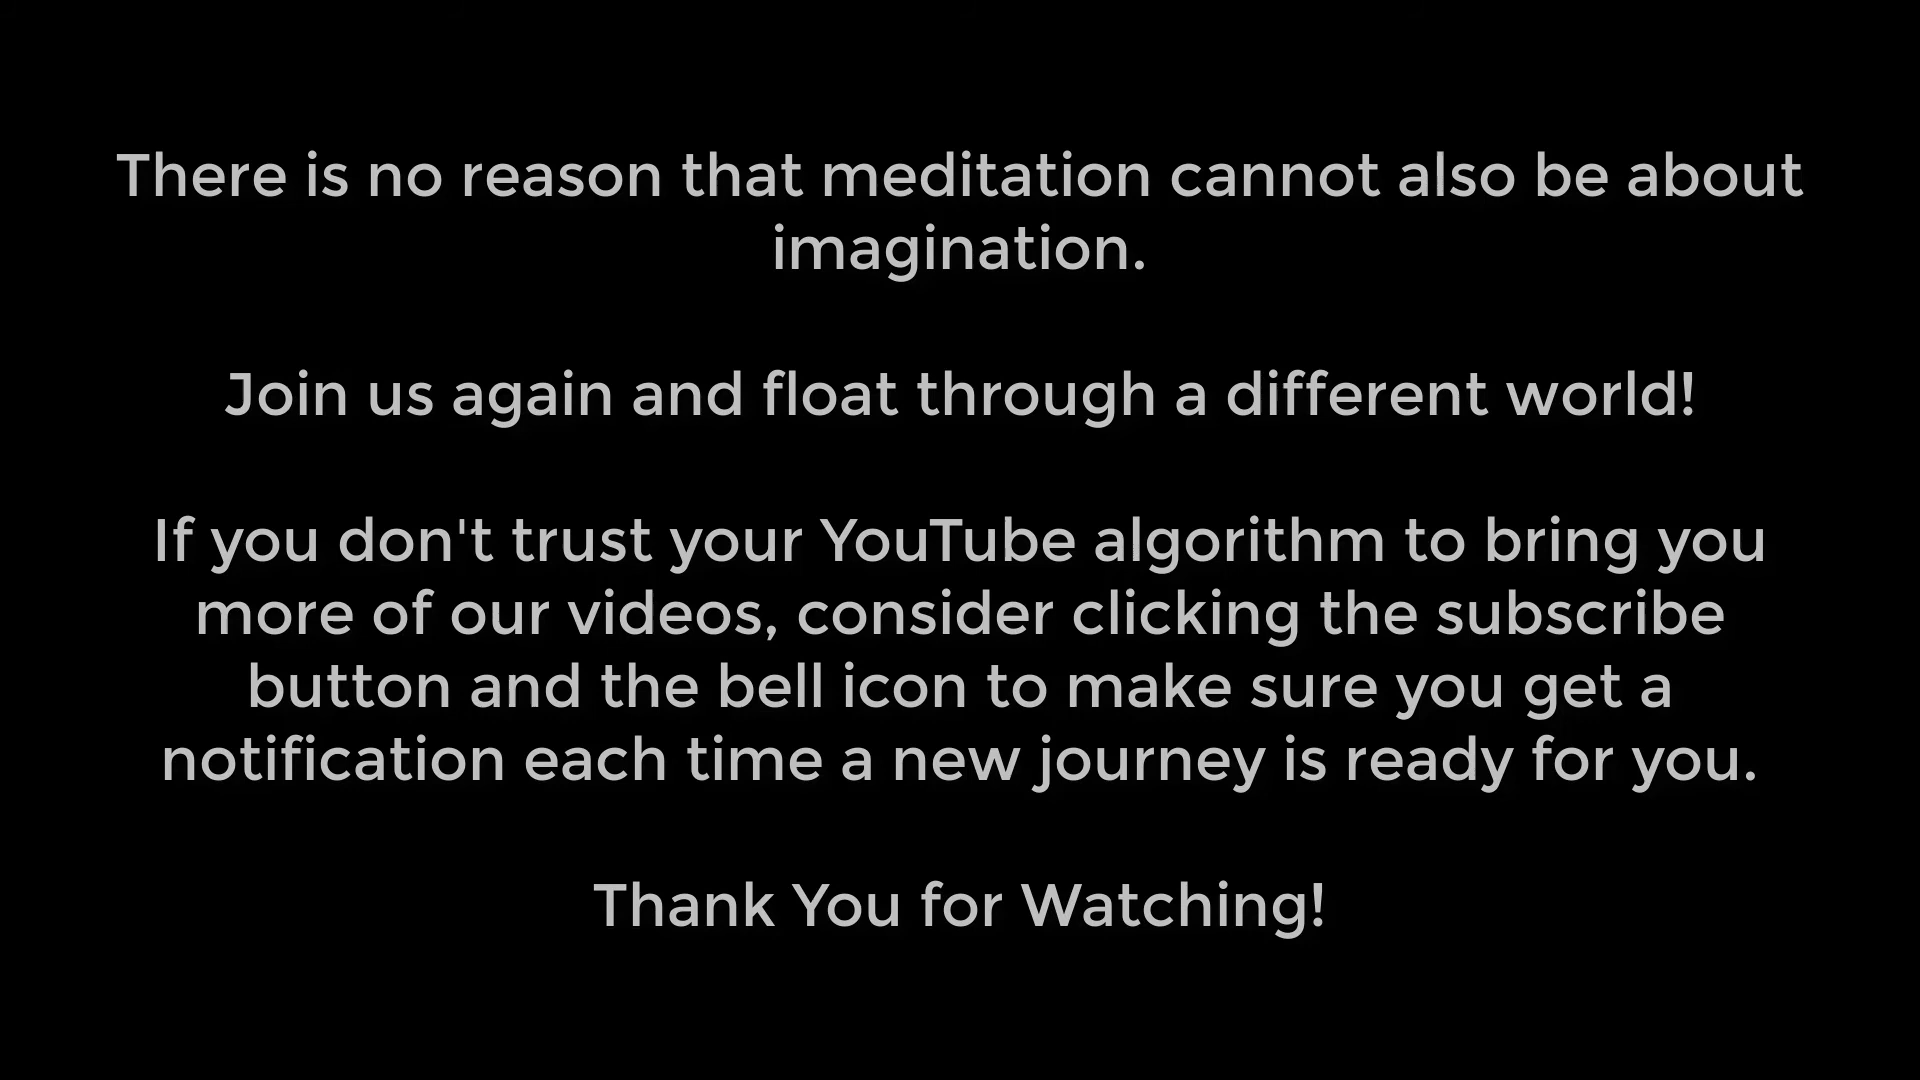 There is no reason that meditation cannot also be about
imagination.
Join us again and float through a different world!
If you don't trust your YouTube algorithm to bring you
more of our videos, consider clicking the subscribe
button and the bell icon to make sure you get a
notification each time a new journey is ready for you.
Thank You for Watching!